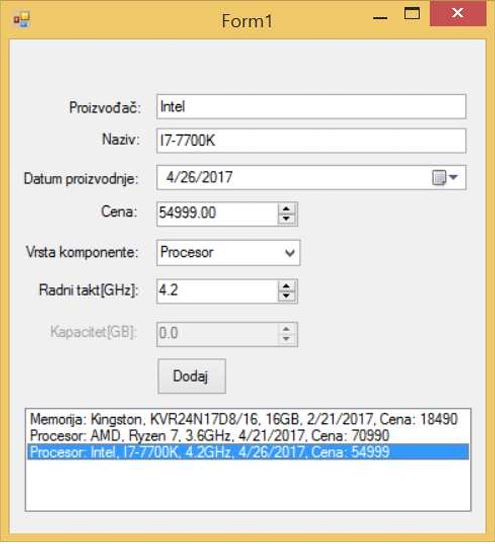 Form1
Proizvođač: Intel
Naziv: I7-7700K
Datum proizvodnje: 4/26/2017
Cena: 54999.00
Vrsta komponente: Procesor
Radni takt[GHz]: 4.2
Kapacitet[GB]: 0.0
Dodaj
Memorija: Kingston, KVR24N17D8/16, 16GB, 2/21/2017, Cena: 18490
Procesor: AMD, Ryzen 7, 3.6GHz, 4/21/2017, Cena: 70990
Procesor: Intel, I7-7700K, 4.2GHz, 4/26/2017, Cena: 54999